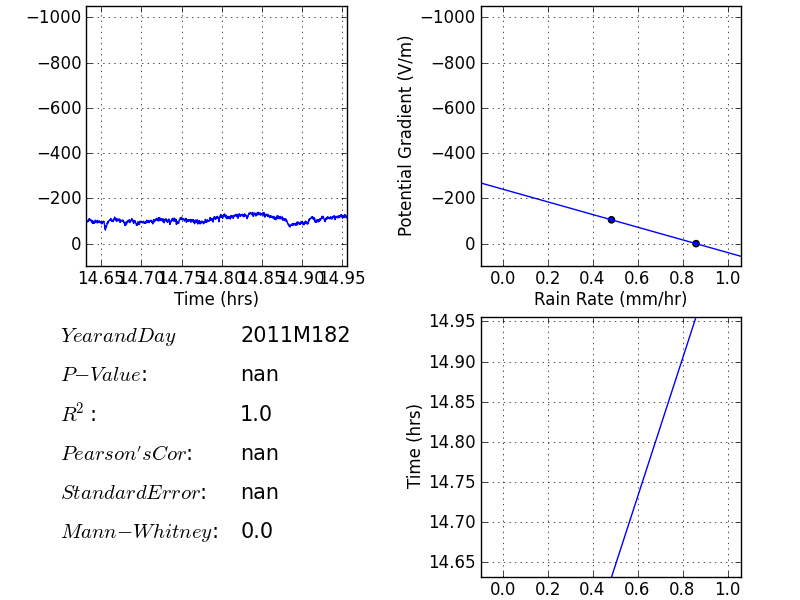 −1000
−800
−600
−400
−200
0
14.65 14.70 14.75 14.80 14.85 14.90 14.95
Time (hrs)
−1000
−800
−600
−400
−200
0
Potential Gradient (V/m)
0.0 0.2 0.4 0.6 0.8 1.0
Rain Rate (mm/hr)
YearandDay 2011M182
P−Value: nan
R² : 1.0
Pearson'sCor: nan
StandardError: nan
Mann−Whitney: 0.0
14.95
14.90
14.85
14.80
14.75
14.70
14.65
Time (hrs)
0.0 0.2 0.4 0.6 0.8 1.0